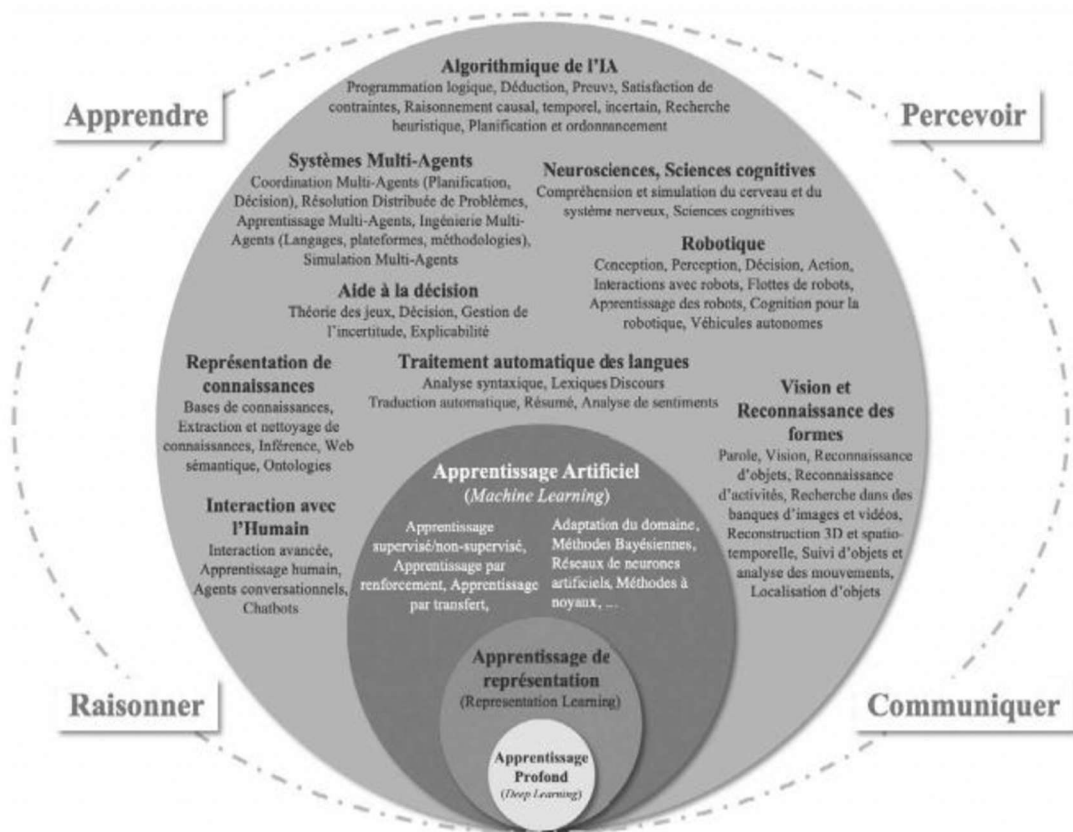 Algorithmique de l'IA
Programmation logique, Déduction, Preuve, Satisfaction de
contraintes, Raisonnement causal, temporel, incertain, Recherche
heuristique, Planification et ordonnancement
Apprendre
Percevoir
Systèmes Multi-Agents
Coordination Multi-Agents (Planification,
Décision), Résolution Distribuée de Problèmes,
Apprentissage Multi-Agents, Ingénierie Multi-
Agents (Langages, plateformes, méthodologies),
Simulation Multi-Agents
Neurosciences, Sciences cognitives
Compréhension et simulation du cerveau et du
système nerveux, Sciences cognitives
Robotique
Conception, Perception, Décision, Action,
Interactions avec robots, Flottes de robots,
Apprentissage des robots, Cognition pour la
robotique, Véhicules autonomes
Aide à la décision
Théorie des jeux, Décision, Gestion de
l'incertitude, Explicabilité
Représentation de
connaissances
Bases de connaissances,
Extraction et nettoyage de
connaissances, Inférence, Web
sémantique, Ontologies
Traitement automatique des langues
Analyse syntaxique, Lexiques Discours
Traduction automatique, Résumé, Analyse de sentiments
Vision et
Reconnaissance des
formes
Parole, Vision, Reconnaissance
d'objets, Reconnaissance
d'activités, Recherche dans des
banques d'images et vidéos,
Reconstruction 3D et spatio-
temporelle, Suivi d'objets et
analyse des mouvements,
Localisation d'objets
Interaction avec
l'Humain
Interaction avancée,
Apprentissage humain,
Agents conversationnels,
Chatbots
Apprentissage Artificiel
(Machine Learning)
Apprentissage
supervisé/non-supervisé,
Apprentissage par
renforcement, Apprentissage
par transfert,
Adaptation du domaine,
Méthodes Bayésiennes,
Réseaux de neurones
artificiels, Méthodes à
noyaux, ...
Apprentissage de
représentation
(Representation Learning)
Apprentissage
Profond
(Deep Learning)
Raisonner
Communiquer